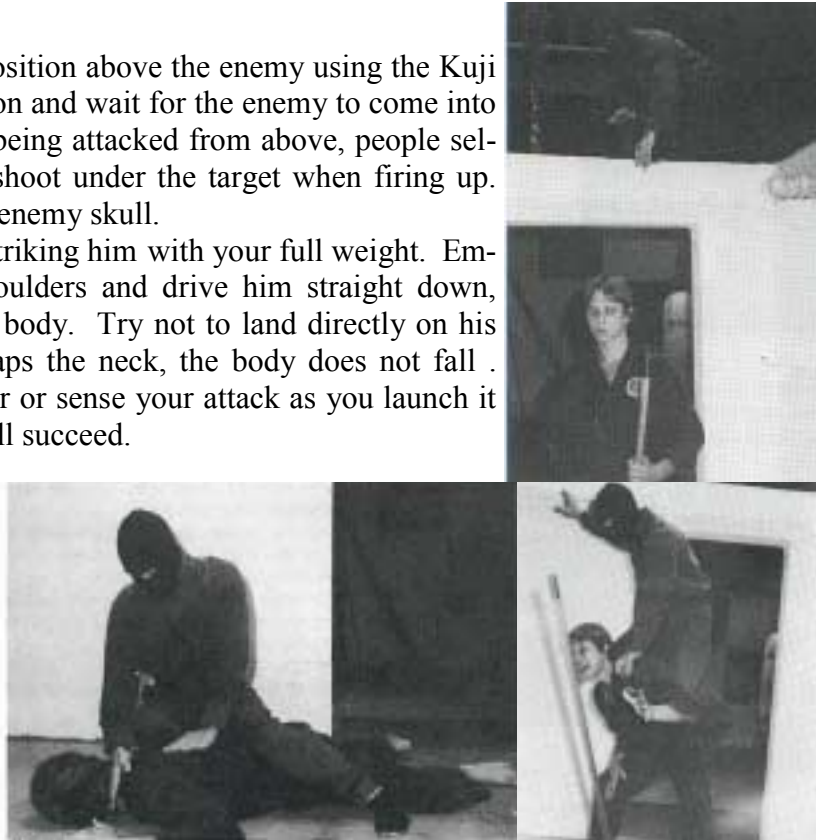 osition above the enemy using the Kuji
on and wait for the enemy to come into
being attacked from above, people sel-
shoot under the target when firing up.
enemy skull.
triking him with your full weight. Em-
oulders and drive him straight down,
body. Try not to land directly on his
aps the neck, the body does not fall .
r or sense your attack as you launch it
ll succeed.